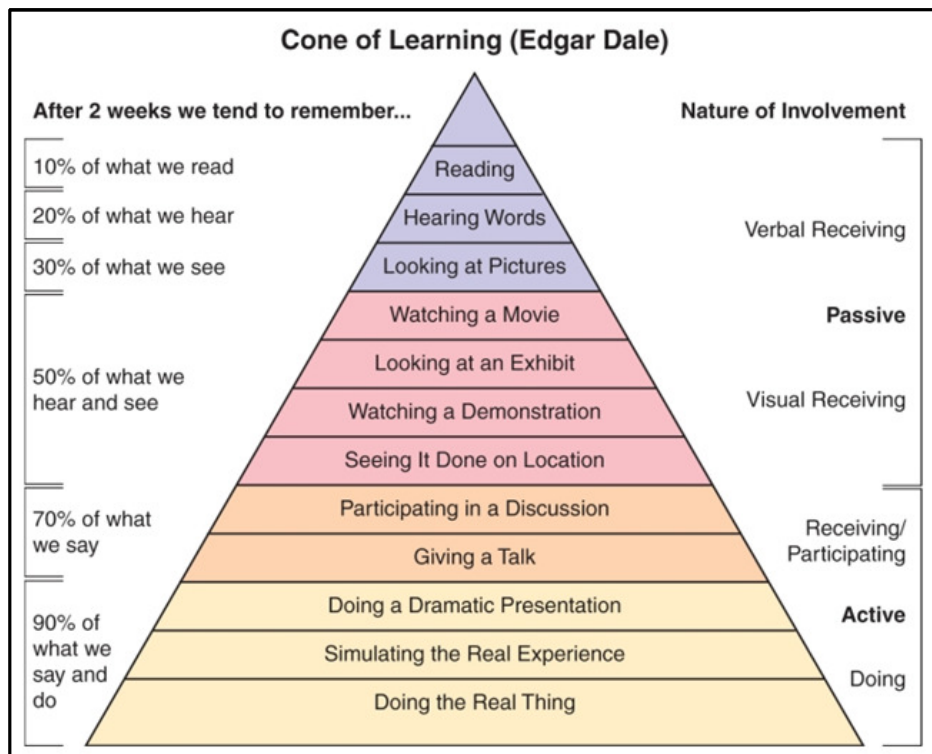 Cone of Learning (Edgar Dale)
After 2 weeks we tend to remember...
Nature of Involvement
10% of what we read
Reading
20% of what we hear
Hearing Words
Verbal Receiving
30% of what we see
Looking at Pictures
Watching a Movie
Passive
Looking at an Exhibit
50% of what we
hear and see
Watching a Demonstration
Visual Receiving
Seeing It Done on Location
70% of what
we say
Participating in a Discussion
Receiving/
Participating
Giving a Talk
90% of
what we
say and
do
Doing a Dramatic Presentation
Active
Simulating the Real Experience
Doing
Doing the Real Thing